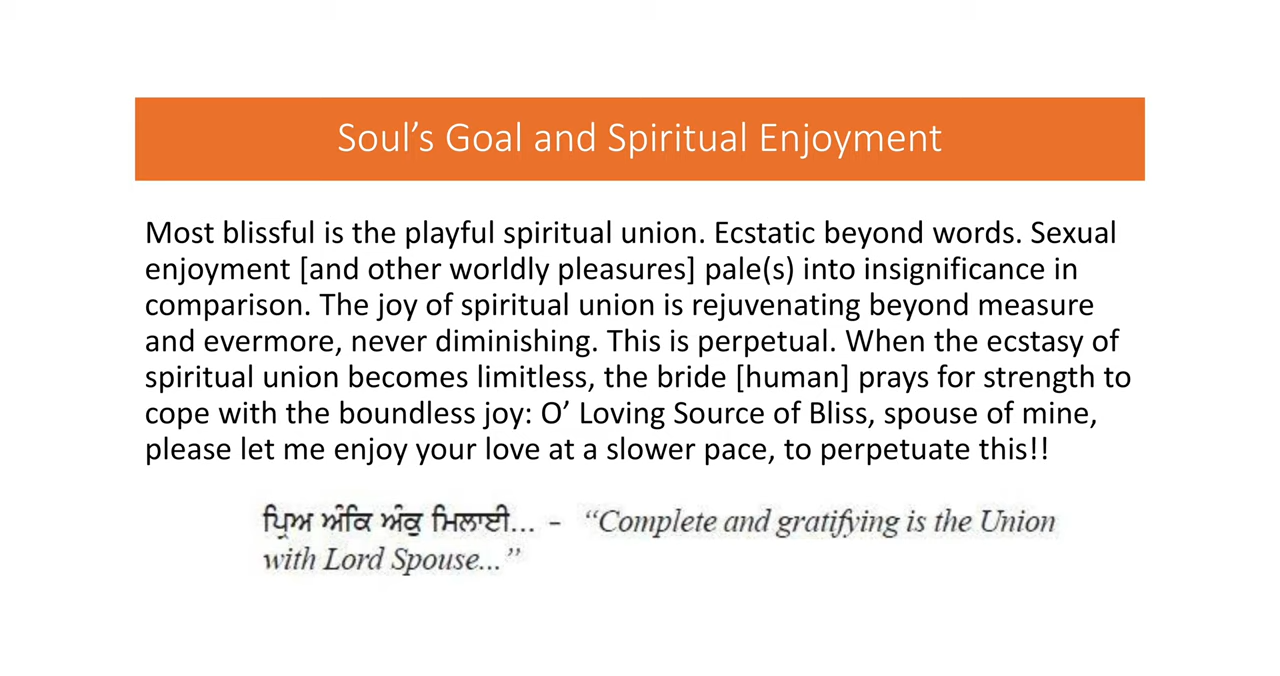 Soul’s Goal and Spiritual Enjoyment
Most blissful is the playful spiritual union. Ecstatic beyond words. Sexual
enjoyment [and other worldly pleasures] pale(s) into insignificance in
comparison. The joy of spiritual union is rejuvenating beyond measure
and evermore, never diminishing. This is perpetual. When the ecstasy of
spiritual union becomes limitless, the bride [human] prays for strength to
cope with the boundless joy: O’ Loving Source of Bliss, spouse of mine,
please let me enjoy your love at a slower pace, to perpetuate this!!
ਪ੍ਰਿਅ ਅੰਕਿ ਅੰਕੁ ਮਿਲਾਈ... – “Complete and gratifying is the Union
with Lord Spouse...”